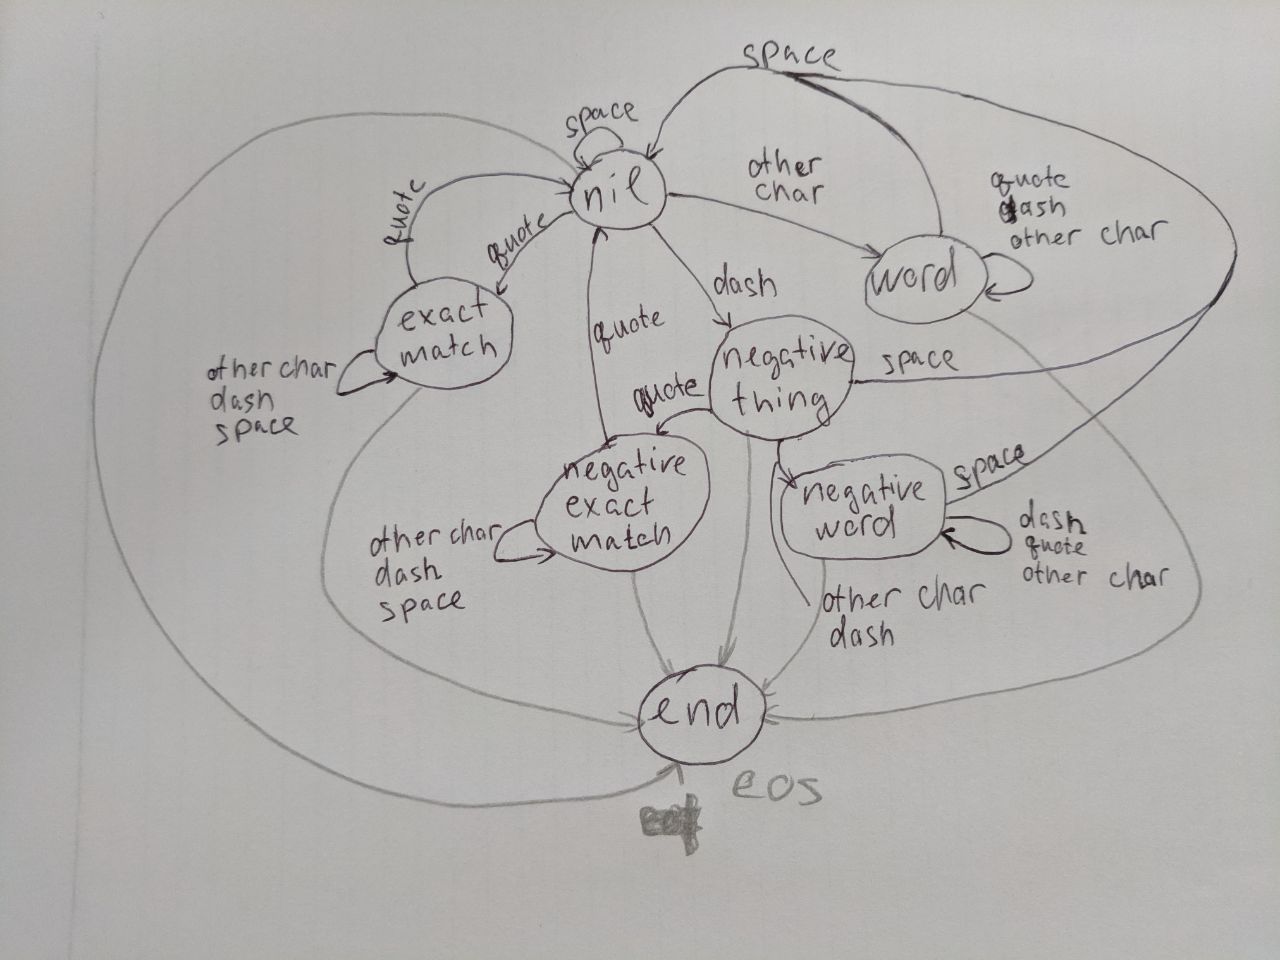 space
space
nil
other
char
quote
dash
other char
quote
quote
word
dash
exact
match
quote
negative
thing
space
other char
dash
space
quote
negative
exact
match
negative
word
space
other char
dash
space
dash
quote
other char
other char
dash
end
eos